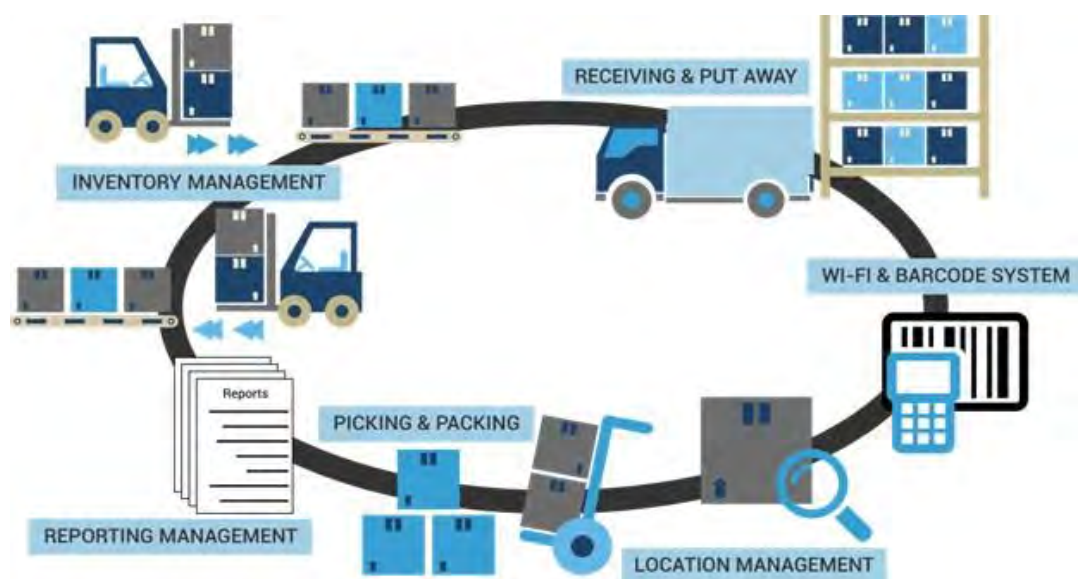 RECEIVING & PUT AWAY
INVENTORY MANAGEMENT
WI-FI & BARCODE SYSTEM
Reports
PICKING & PACKING
REPORTING MANAGEMENT
LOCATION MANAGEMENT